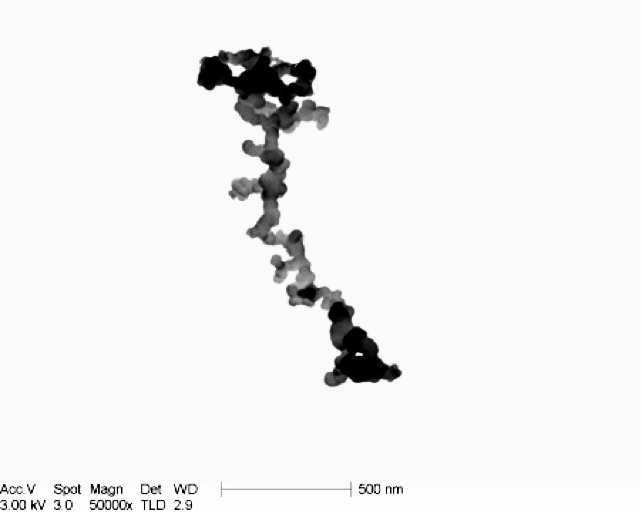 Acc.V Spot Magn Det WD 500 nm
3.00 kV 3.0 50000x TLD 2.9